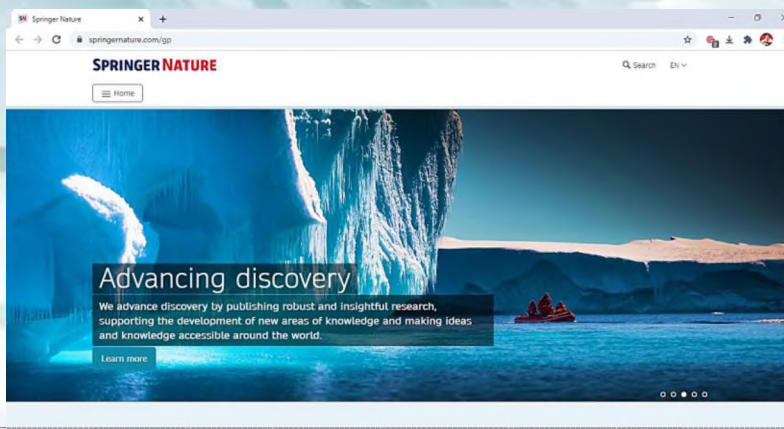 Springer Nature
springernature.com/gp
SPRINGER NATURE
Search EN
Home
Advancing discovery
We advance discovery by publishing robust and insightful research,
supporting the development of new areas of knowledge and making ideas
and knowledge accessible around the world.
Learn more